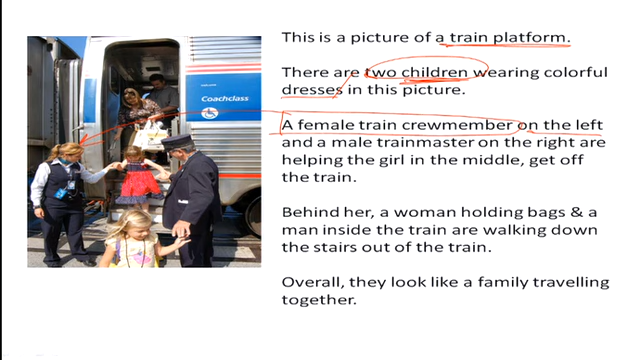 This is a picture of a train platform.
There are two children wearing colorful
dresses in this picture.
A female train crewmember on the left
and a male trainmaster on the right are
helping the girl in the middle, get off
the train.
Behind her, a woman holding bags & a
man inside the train are walking down
the stairs out of the train.
Overall, they look like a family travelling
together.
Coachclass